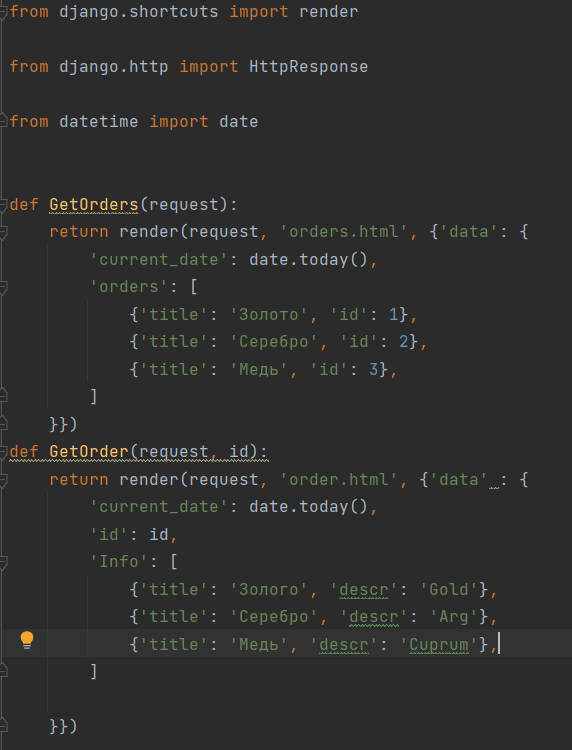 from django.shortcuts import render
from django.http import HttpResponse
from datetime import date
def GetOrders(request):
    return render(request, 'orders.html', {'data': {
        'current_date': date.today(),
        'orders': [
            {'title': 'Золото', 'id': 1},
            {'title': 'Серебро', 'id': 2},
            {'title': 'Медь', 'id': 3},
        ]
    }})
def GetOrder(request, id):
    return render(request, 'order.html', {'data' : {
        'current_date': date.today(),
        'id': id,
        'Info': [
            {'title': 'Золого', 'descr': 'Gold'},
            {'title': 'Серебро', 'descr': 'Arg'},
            {'title': 'Медь', 'descr': 'Cuprum'},
        ]
    }})